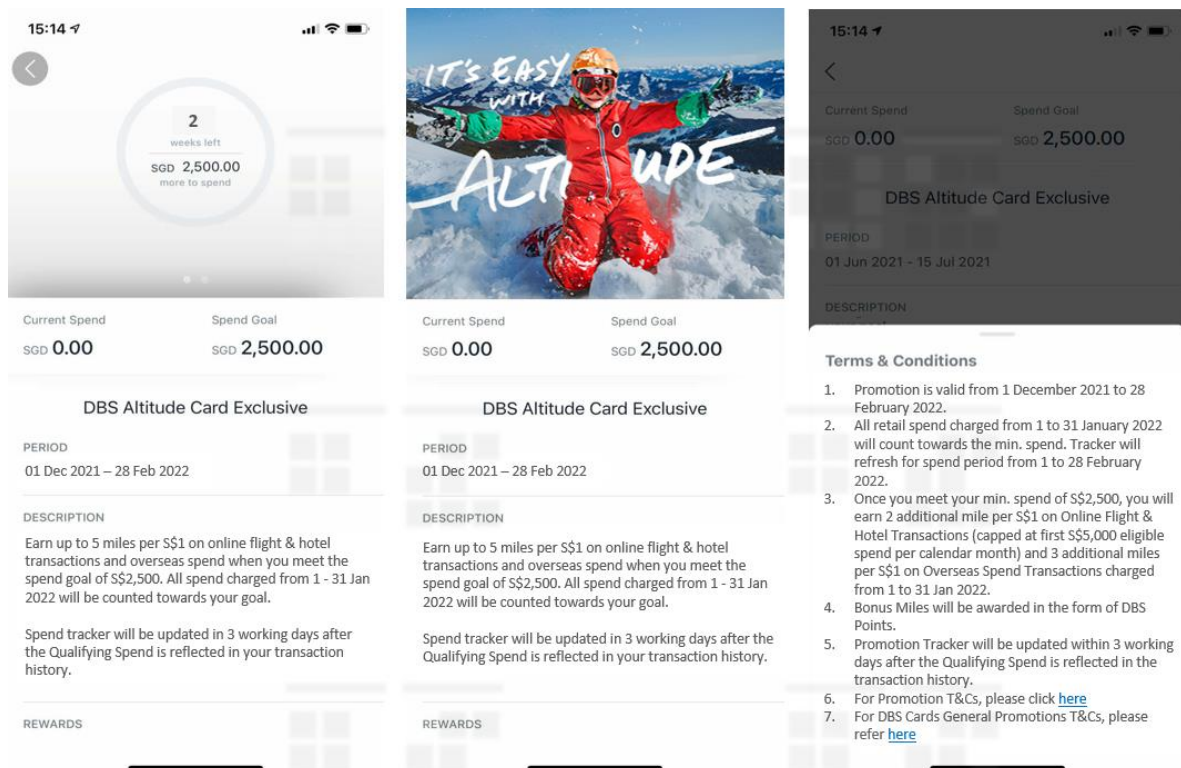 15:14
2
weeks left
SGD 2,500.00
more to spend
Current Spend
Spend Goal
SGD 0.00
SGD 2,500.00
DBS Altitude Card Exclusive
PERIOD
01 Dec 2021 – 28 Feb 2022
DESCRIPTION
Earn up to 5 miles per S$1 on online flight & hotel
transactions and overseas spend when you meet the
spend goal of S$2,500. All spend charged from 1 - 31 Jan
2022 will be counted towards your goal.
Spend tracker will be updated in 3 working days after
the Qualifying Spend is reflected in your transaction
history.
REWARDS
IT'S EASY
WITH
ALTITUDE
Current Spend
Spend Goal
SGD 0.00
SGD 2,500.00
DBS Altitude Card Exclusive
PERIOD
01 Dec 2021 – 28 Feb 2022
DESCRIPTION
Earn up to 5 miles per S$1 on online flight & hotel
transactions and overseas spend when you meet the
spend goal of S$2,500. All spend charged from 1 - 31 Jan
2022 will be counted towards your goal.
Spend tracker will be updated in 3 working days after the
Qualifying Spend is reflected in your transaction history.
REWARDS
15:14
Current Spend
Spend Goal
SGD 0.00
SGD 2,500.00
DBS Altitude Card Exclusive
PERIOD
01 Jun 2021 - 15 Jul 2021
DESCRIPTION
Terms & Conditions
1. Promotion is valid from 1 December 2021 to 28
February 2022.
2. All retail spend charged from 1 to 31 January 2022
will count towards the min. spend. Tracker will
refresh for spend period from 1 to 28 February
2022.
3. Once you meet your min. spend of S$2,500, you will
earn 2 additional mile per S$1 on Online Flight &
Hotel Transactions (capped at first S$5,000 eligible
spend per calendar month) and 3 additional miles
per S$1 on Overseas Spend Transactions charged
from 1 to 31 Jan 2022.
4. Bonus Miles will be awarded in the form of DBS
Points.
5. Promotion Tracker will be updated within 3 working
days after the Qualifying Spend is reflected in the
transaction history.
6. For Promotion T&Cs, please click here
7. For DBS Cards General Promotions T&Cs, please
refer here